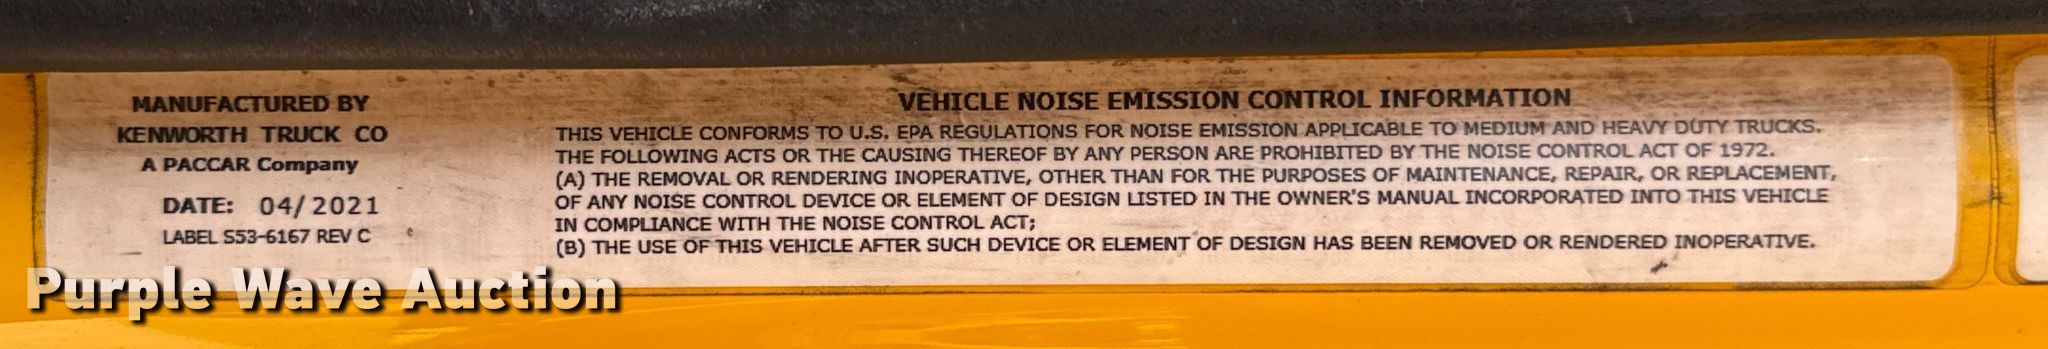 MANUFACTURED BY
KENWORTH TRUCK CO
A PACCAR Company
DATE: 04/2021
LABEL S53-6167 REV C
VEHICLE NOISE EMISSION CONTROL INFORMATION
THIS VEHICLE CONFORMS TO U.S. EPA REGULATIONS FOR NOISE EMISSION APPLICABLE TO MEDIUM AND HEAVY DUTY TRUCKS.
THE FOLLOWING ACTS OR THE CAUSING THEREOF BY ANY PERSON ARE PROHIBITED BY THE NOISE CONTROL ACT OF 1972.
(A) THE REMOVAL OR RENDERING INOPERATIVE, OTHER THAN FOR THE PURPOSES OF MAINTENANCE, REPAIR, OR REPLACEMENT,
OF ANY NOISE CONTROL DEVICE OR ELEMENT OF DESIGN LISTED IN THE OWNER'S MANUAL INCORPORATED INTO THIS VEHICLE
IN COMPLIANCE WITH THE NOISE CONTROL ACT;
(B) THE USE OF THIS VEHICLE AFTER SUCH DEVICE OR ELEMENT OF DESIGN HAS BEEN REMOVED OR RENDERED INOPERATIVE.
Purple Wave Auction